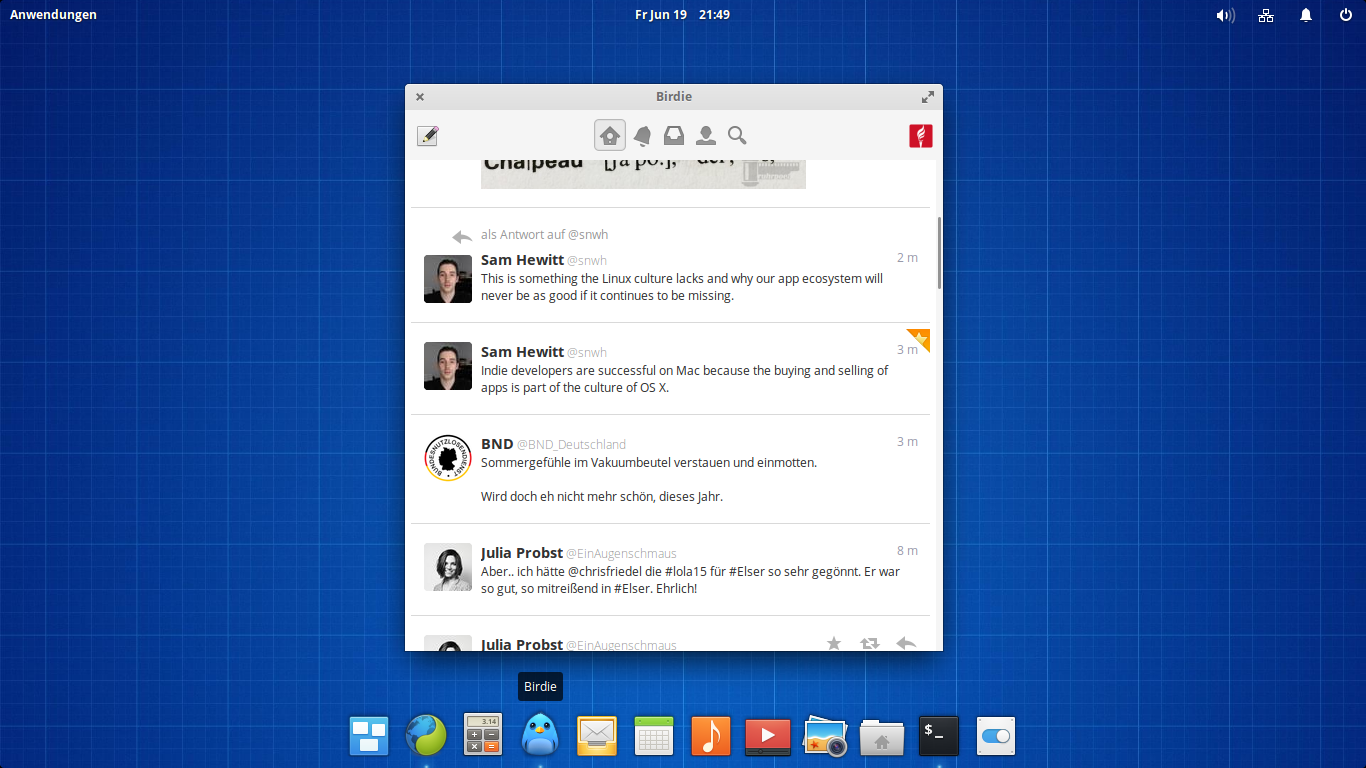 Anwendungen
Fr Jun 19 21:49
Birdie
Cha|peau
als Antwort auf @snwh
Sam Hewitt @snwh 2 m
This is something the Linux culture lacks and why our app ecosystem will
never be as good if it continues to be missing.
Sam Hewitt @snwh 3 m
Indie developers are successful on Mac because the buying and selling of
apps is part of the culture of OS X.
BUNDESNUTZLOSENDIENST
BND @BND_Deutschland 3 m
Sommergefühle im Vakuumbeutel verstauen und einmotten.
Wird doch eh nicht mehr schön, dieses Jahr.
Julia Probst @EinAugenschmaus 8 m
Aber.. ich hätte @chrisfriedel die #lola15 für #Elser so sehr gegönnt. Er war
so gut, so mitreißend in #Elser. Ehrlich!
Julia Probst @EinAugenschmaus
Birdie
3.14
$_